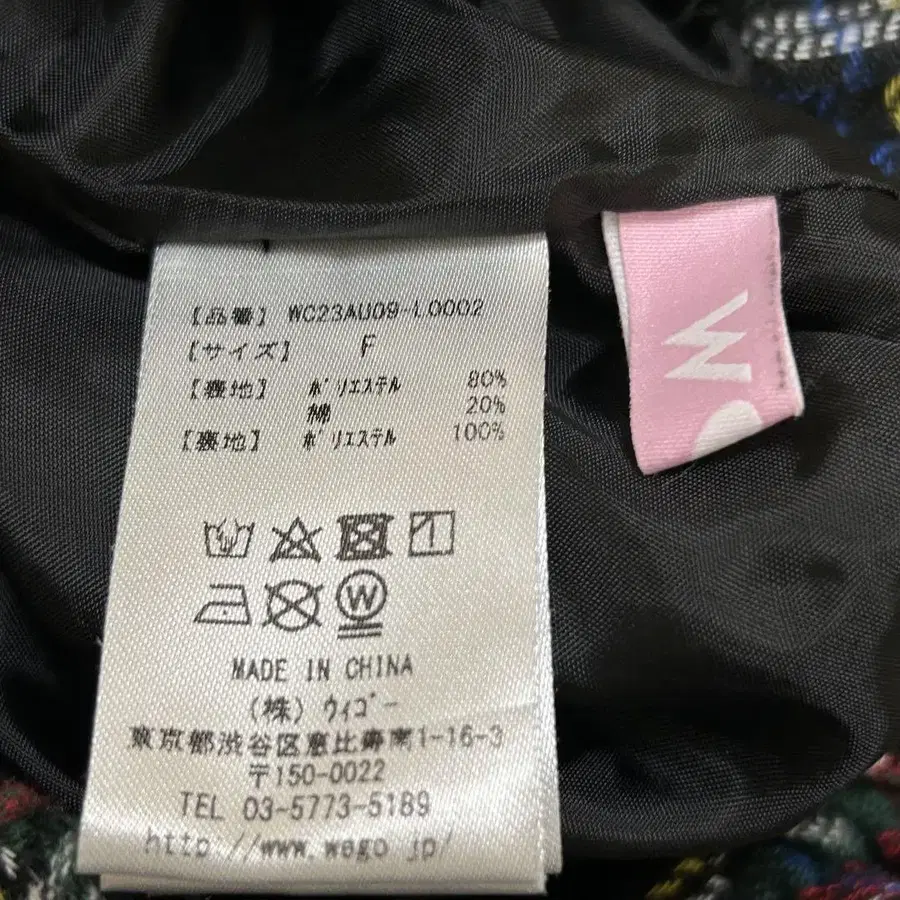 【品番】 WC23AU09-L0002
【サイズ】 F
【表地】 ポリエステル 80%
綿 20%
【裏地】 ポリエステル 100%
W
MADE IN CHINA
(株) ウィゴー
東京都渋谷区恵比寿南1-16-3
〒150-0022
TEL 03-5773-5189
http://www.wego.jp/
W